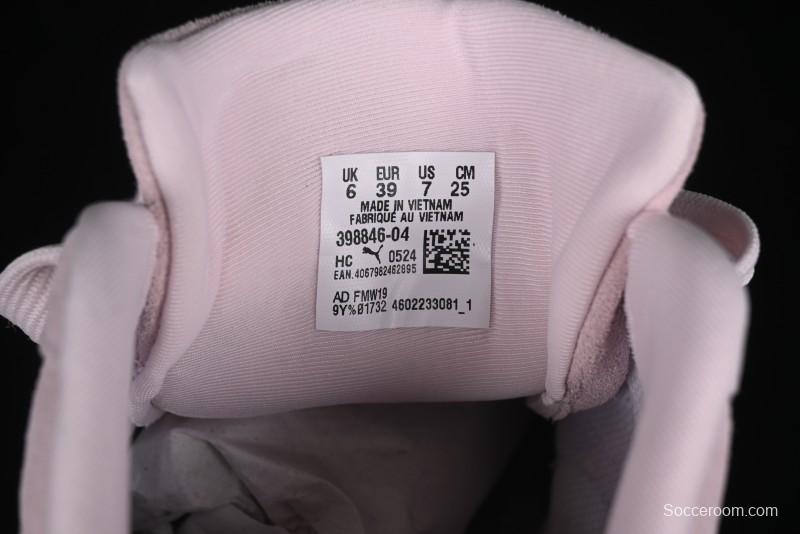 UK EUR US CM
6 39 7 25
MADE IN VIETNAM
FABRIQUÉ AU VIETNAM
398846-04
HC 0524
EAN.4067982462895
AD FMW19
9Y%01732 4602233081_1
Socceroom.com